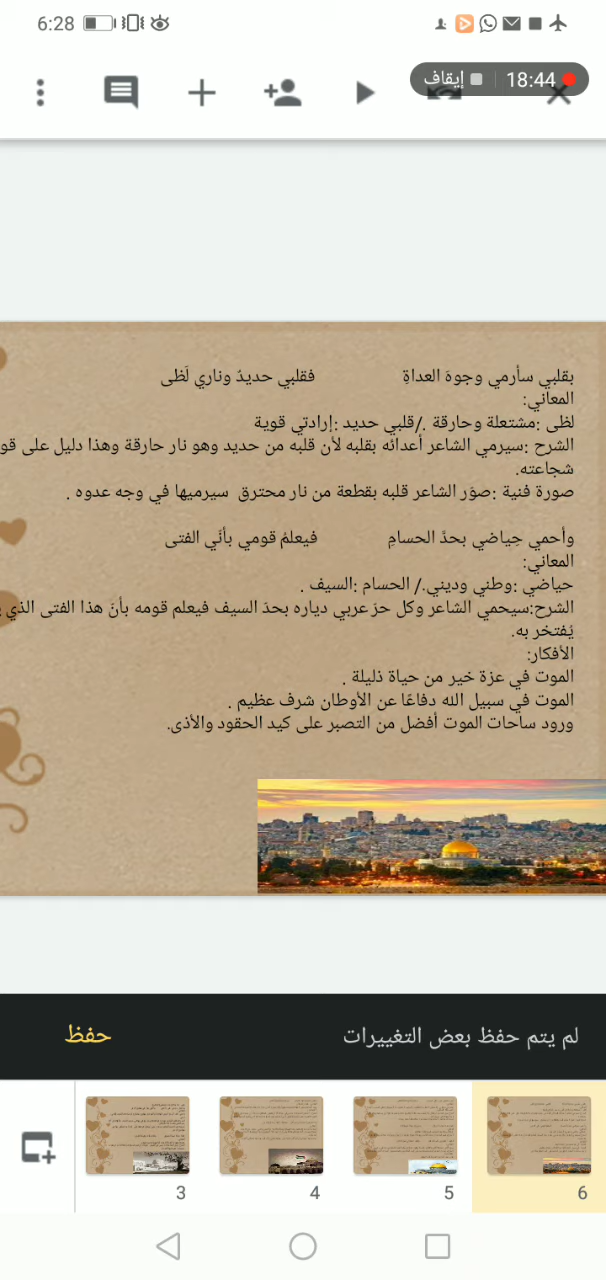 6:28
18:44
إيقاف
بقلبي سأرمي وجوهَ العداةِ فقلبي حديدٌ وناري لَظى
المعاني:
لظى :مشتعلة وحارقة ./قلبي حديد :إرادتي قوية
الشرح :سيرمي الشاعر أعدائه بقلبه لأن قلبه من حديد وهو نار حارقة وهذا دليل على قو
شجاعته.
صورة فنية :صوّر الشاعر قلبه بقطعة من نار محترق سيرميها في وجه عدوه .
وأحمي حِياضي بحدِّ الحسامِ فيعلمُ قومي بأنّي الفتى
المعاني:
حياضي :وطني وديني./ الحسام :السيف .
الشرح:سيحمي الشاعر وكل حرّ عربي دياره بحدّ السيف فيعلم قومه بأنّ هذا الفتى الذي
يُفتخر به.
الأفكار:
الموت في عزة خير من حياة ذليلة .
الموت في سبيل الله دفاعًا عن الأوطان شرف عظيم .
ورود ساحات الموت أفضل من التصبر على كيد الحقود والأذى.
لم يتم حفظ بعض التغييرات
حفظ
3
4
5
6